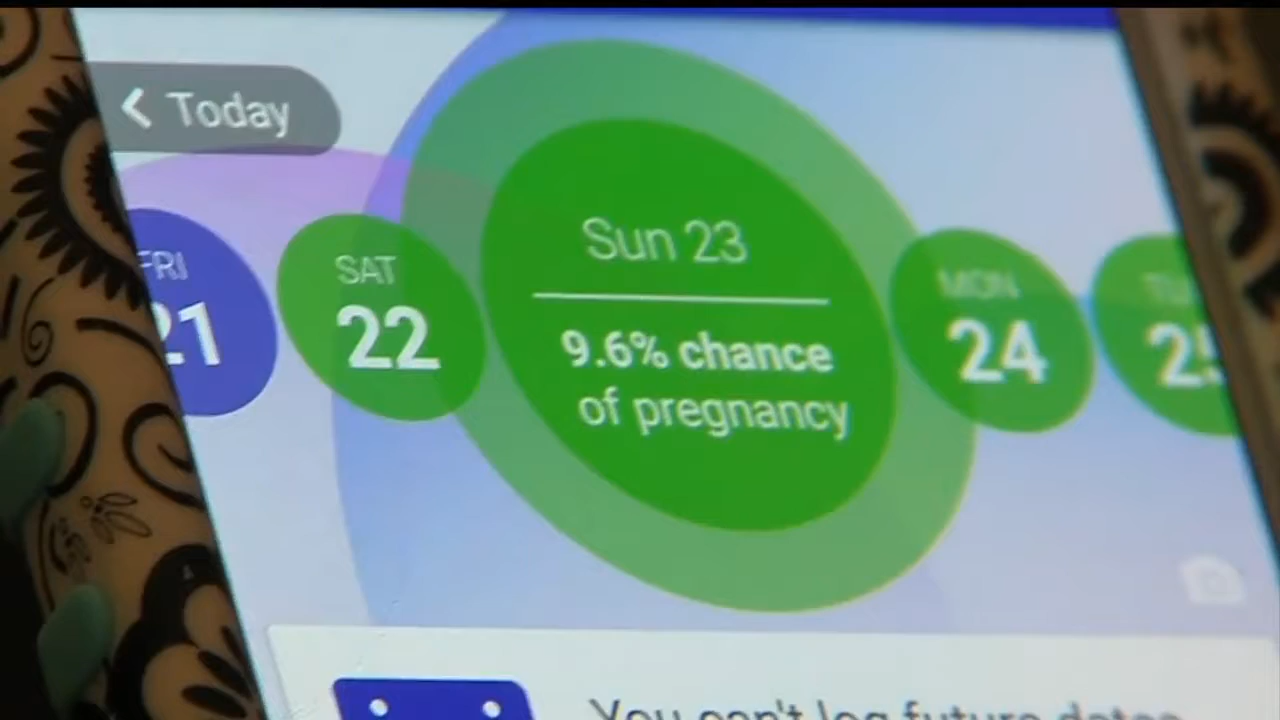 Today
FRI
21
SAT
22
Sun 23
9.6% chance
of pregnancy
MON
24
25
You can't log future dates